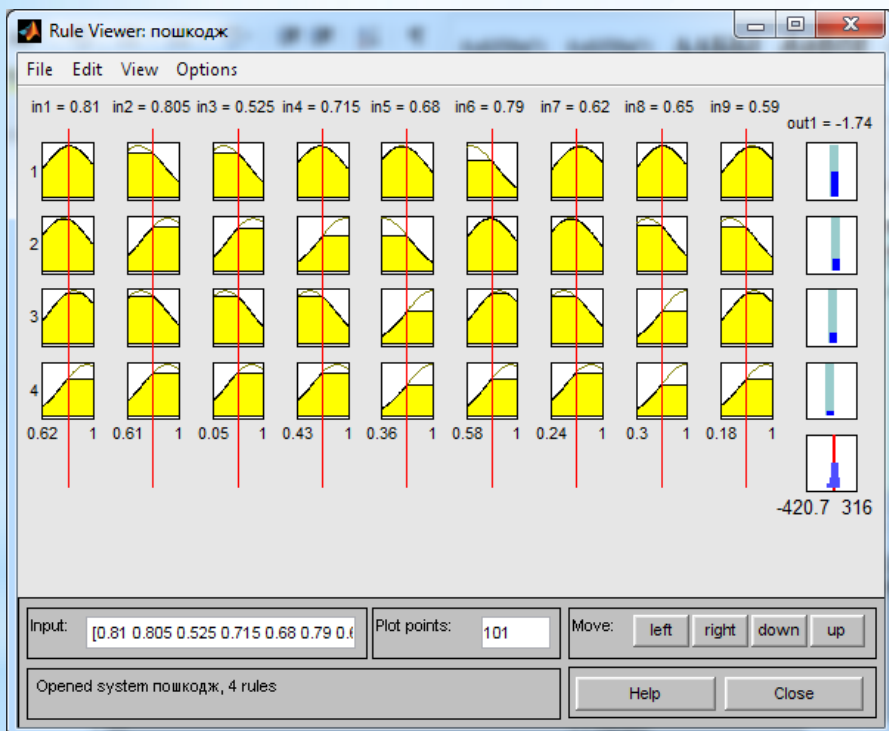 Rule Viewer: пошкодж
File Edit View Options
in1 = 0.81 in2 = 0.805 in3 = 0.525 in4 = 0.715 in5 = 0.68 in6 = 0.79 in7 = 0.62 in8 = 0.65 in9 = 0.59
out1 = -1.74
1
2
3
4
0.62 1 0.61 1 0.05 1 0.43 1 0.36 1 0.58 1 0.24 1 0.3 1 0.18 1
-420.7 316
Input: [0.81 0.805 0.525 0.715 0.68 0.79 Plot points: 101 Move: left right down up
Opened system пошкодж, 4 rules Help Close